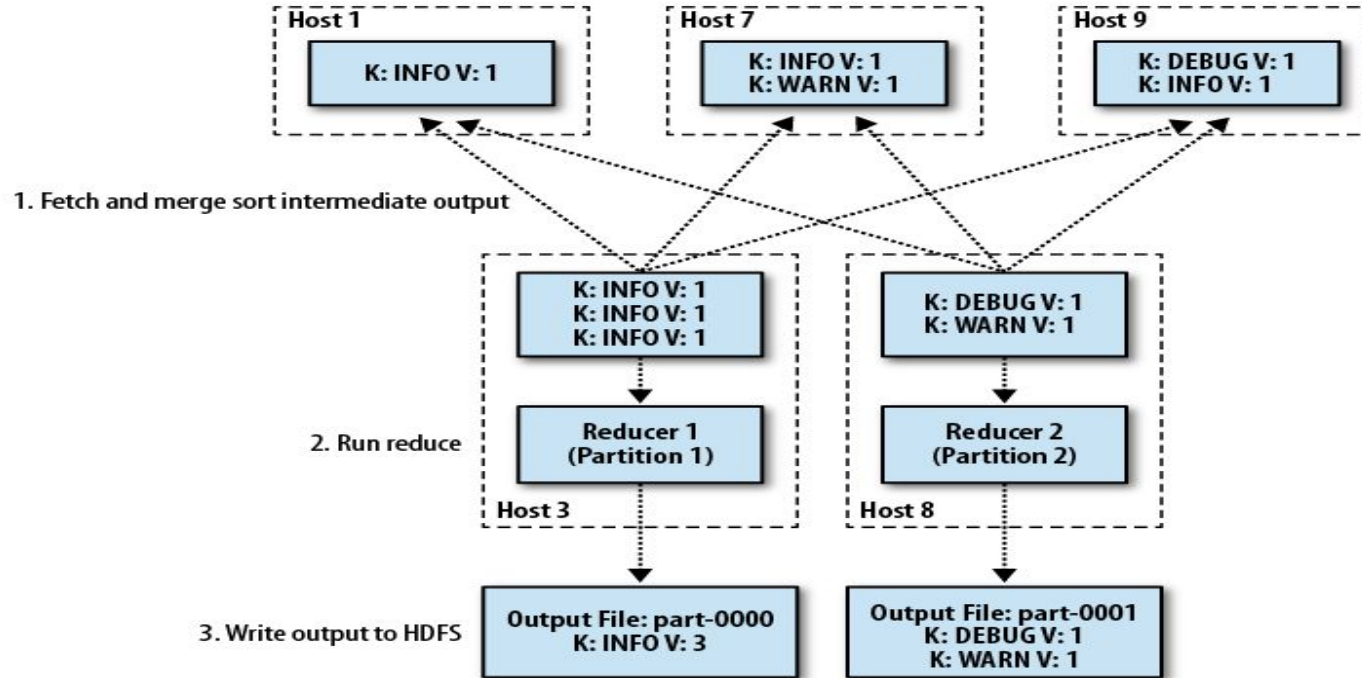 Host 1
K: INFO V: 1
Host 7
K: INFO V: 1
K: WARN V: 1
Host 9
K: DEBUG V: 1
K: INFO V: 1
1. Fetch and merge sort intermediate output
K: INFO V: 1
K: INFO V: 1
K: INFO V: 1
K: DEBUG V: 1
K: WARN V: 1
2. Run reduce
Reducer 1
(Partition 1)
Host 3
Reducer 2
(Partition 2)
Host 8
3. Write output to HDFS
Output File: part-0000
K: INFO V: 3
Output File: part-0001
K: DEBUG V: 1
K: WARN V: 1